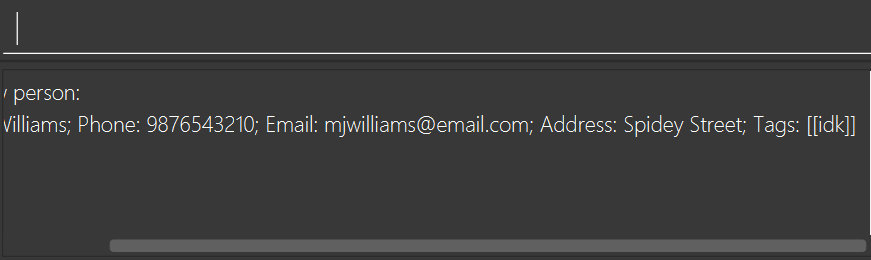 person:
Williams; Phone: 9876543210; Email: mjwilliams@email.com; Address: Spidey Street; Tags: [[idk]]